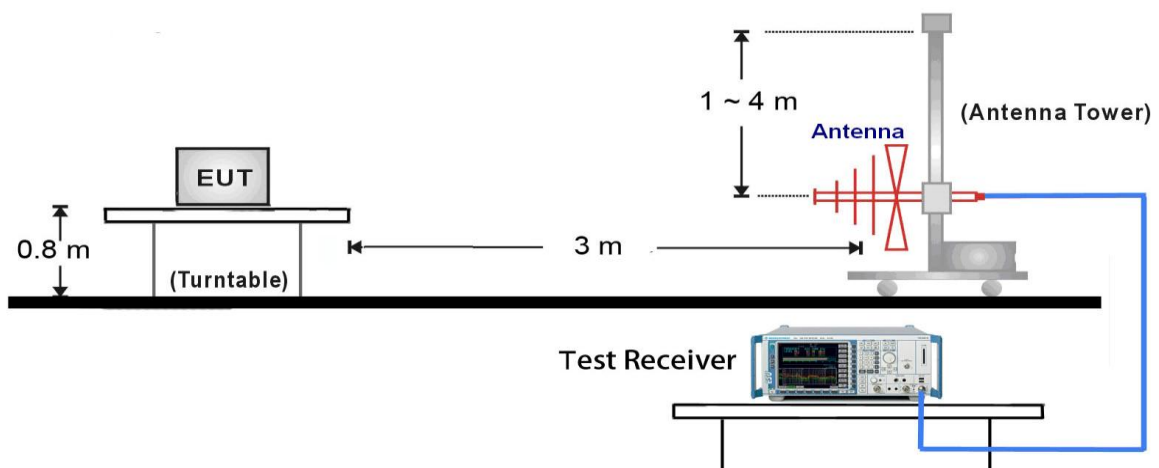 1 ~ 4 m
(Antenna Tower)
Antenna
EUT
0.8 m
3 m
(Turntable)
Test Receiver